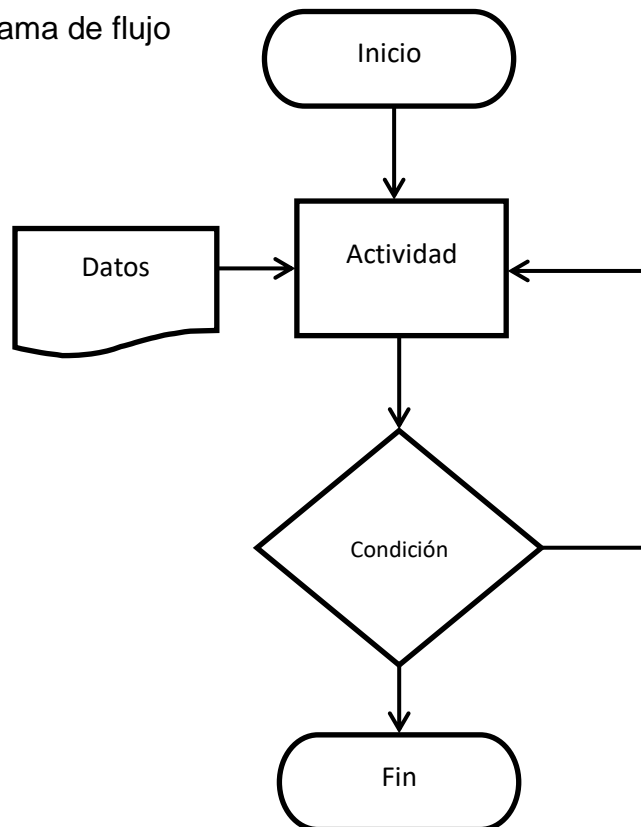 ama de flujo
Inicio
Datos
Actividad
Condición
Fin